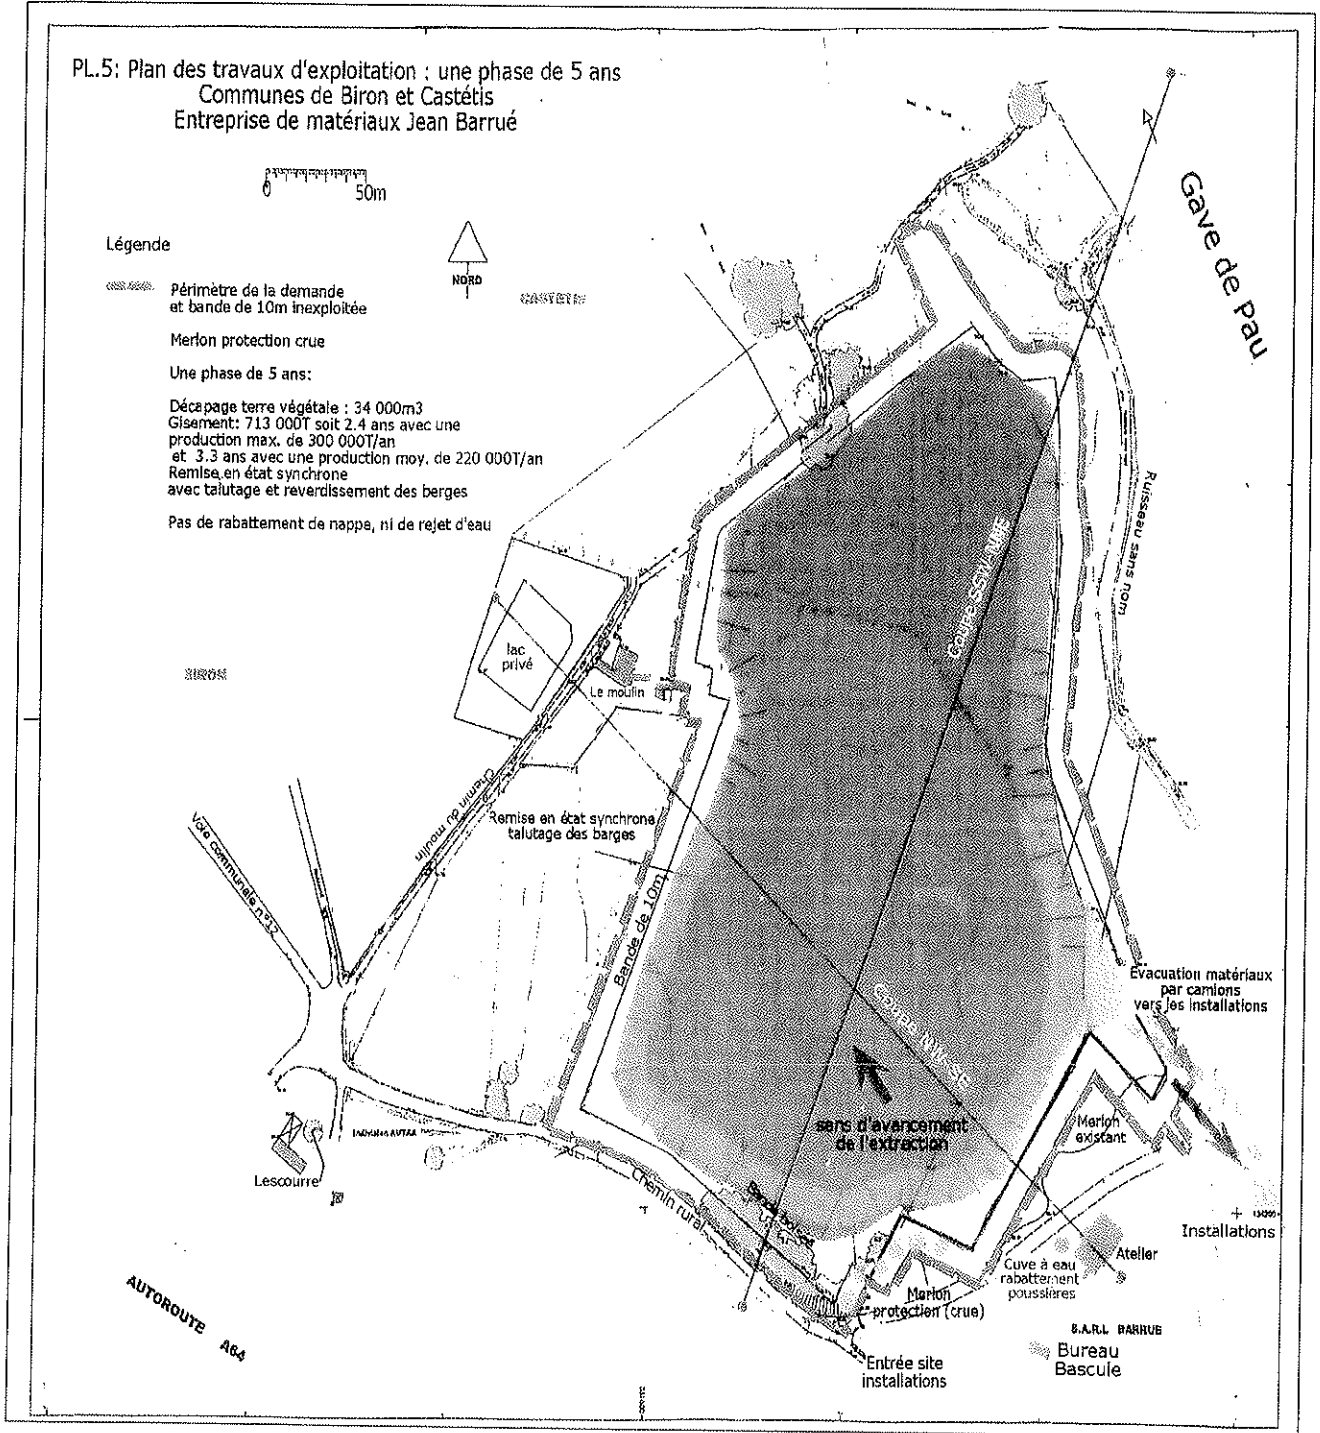 PL.5: Plan des travaux d'exploitation : une phase de 5 ans
Communes de Biron et Castétis
Entreprise de matériaux Jean Barrué
0 50m
Légende
NORD
Périmètre de la demande
et bande de 10m inexploitée
Merlon protection crue
Une phase de 5 ans:
Décapage terre végétale : 34 000m3
Gisement: 713 000T soit 2.4 ans avec une
production max. de 300 000T/an
et 3.3 ans avec une production moy. de 220 000T/an
Remise en état synchrone
avec talutage et reverdissement des berges
Pas de rabattement de nappe, ni de rejet d'eau
CASTETIS
Gave de Pau
Ruisseau sans nom
Coupe SSW-NNE
lac
privé
BIRON
Le moulin
Chemin du moulin
Voie communale n°12
Remise en état synchrone
talutage des barges
Bande de 10m
Evacuation matériaux
par camions
vers les installations
Coupe NW-SE
sens d'avancement
de l'extrection
Merlon
existant
Lescourre
Chemin rural
Bande boisée
Installations
Atelier
Cuve à eau
rabattement
poussières
Merlon
protection (crue)
S.A.R.L BARRUE
Bureau
Bascule
Entrée site
installations
AUTOROUTE A64